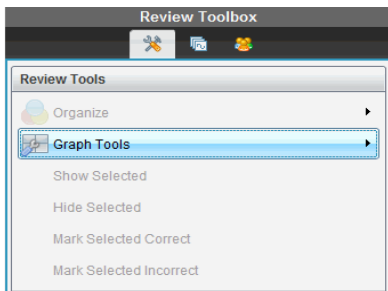 Review Toolbox
Review Tools
Organize
Graph Tools
Show Selected
Hide Selected
Mark Selected Correct
Mark Selected Incorrect